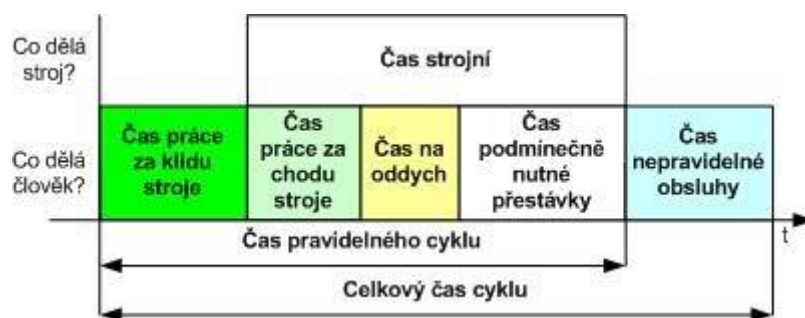 Co dělá
stroj?
Čas strojní
Co dělá
člověk?
Čas práce
za klidu
stroje
Čas
práce za
chodu
stroje
Čas na
oddych
Čas
podmínečně
nutné
přestávky
Čas
nepravidelné
obsluhy
t
Čas pravidelného cyklu
Celkový čas cyklu